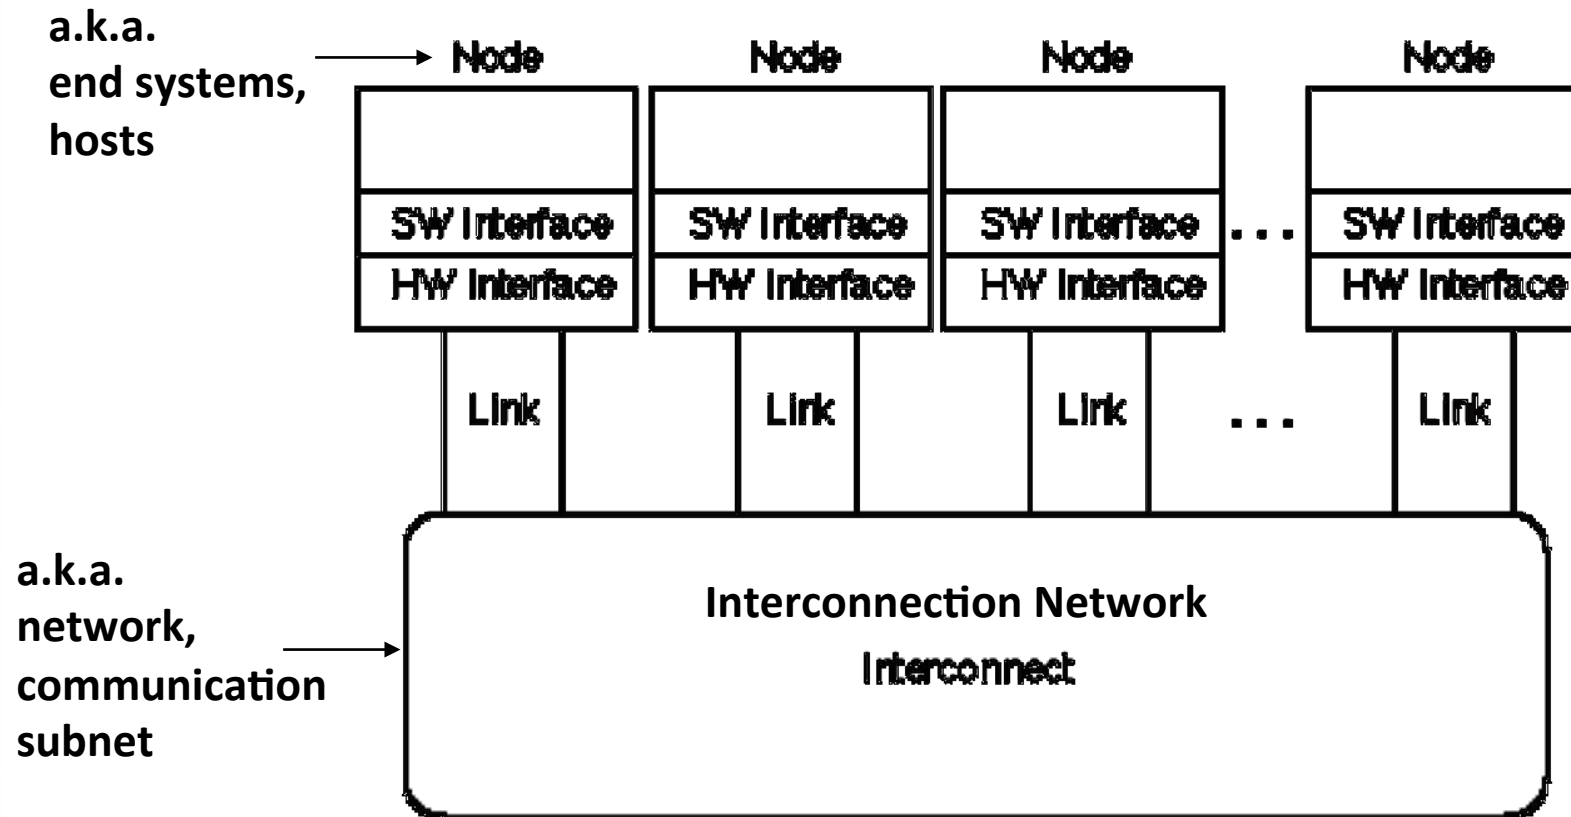 a.k.a.
end systems,
hosts
Node Node Node Node
SW Interface SW Interface SW Interface ... SW Interface
HW Interface HW Interface HW Interface HW Interface
Link Link Link ... Link
a.k.a.
network,
communication
subnet
Interconnection Network
Interconnect